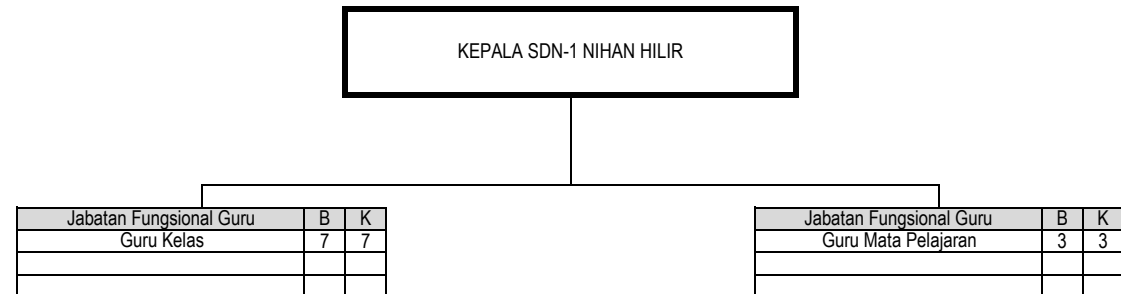 KEPALA SDN-1 NIHAN HILIR
Jabatan Fungsional Guru B K
Guru Kelas 7 7
Jabatan Fungsional Guru B K
Guru Mata Pelajaran 3 3